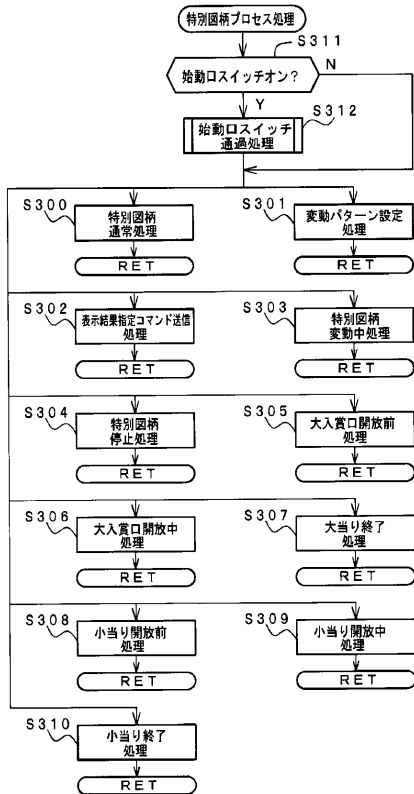 特別図柄プロセス処理
S311
始動口スイッチオン?
N
Y
S312
始動口スイッチ
通過処理
S300
特別図柄
通常処理
RET
S301
変動パターン設定
処理
RET
S302
表示結果指定コマンド送信
処理
RET
S303
特別図柄
変動中処理
RET
S304
特別図柄
停止処理
RET
S305
大入賞口開放前
処理
RET
S306
大入賞口開放中
処理
RET
S307
大当り終了
処理
RET
S308
小当り開放前
処理
RET
S309
小当り開放中
処理
RET
S310
小当り終了
処理
RET